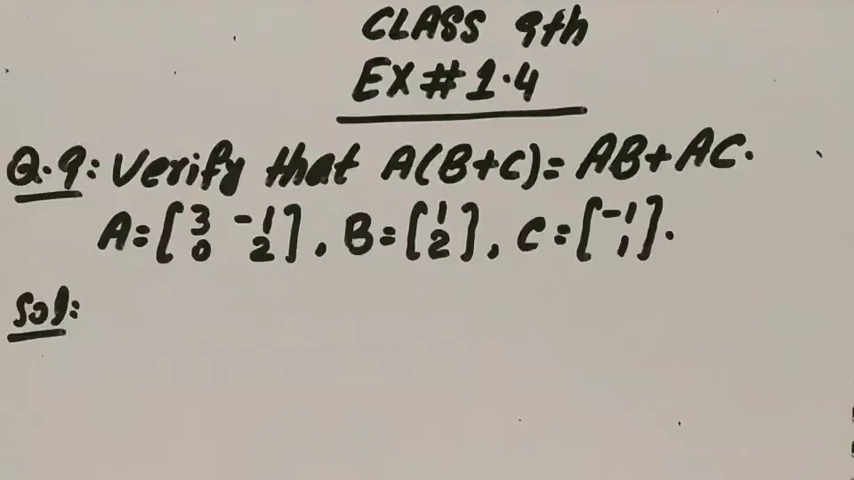 CLASS 9th
EX#1.4
Q.9: Verify that A(B+C)= AB+AC.
A=[3 -1
0 2], B=[1
2], C=[-1
1].
Sol: